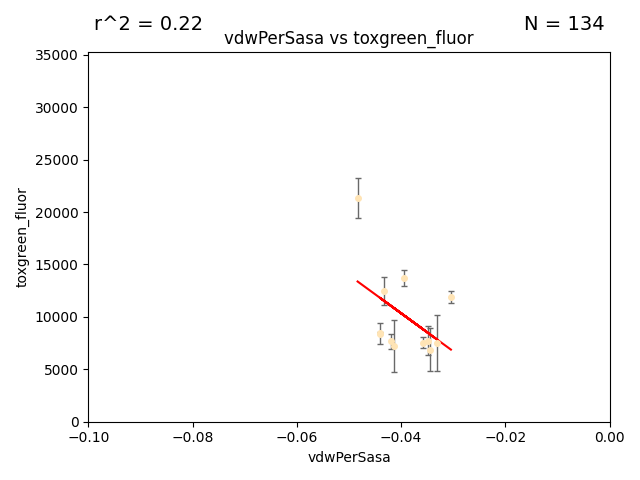 r^2 = 0.22
N = 134
vdwPerSasa vs toxgreen_fluor
35000
30000
25000
20000
15000
10000
5000
0
toxgreen_fluor
−0.10
−0.08
−0.06
−0.04
−0.02
0.00
vdwPerSasa